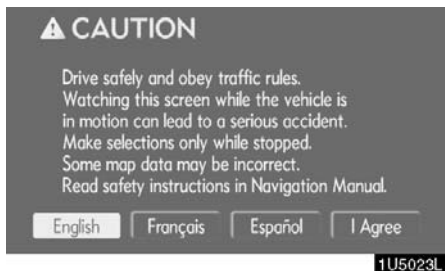 CAUTION
Drive safely and obey traffic rules.
Watching this screen while the vehicle is
in motion can lead to a serious accident.
Make selections only while stopped.
Some map data may be incorrect.
Read safety instructions in Navigation Manual.
English Français Español I Agree
1U5023L